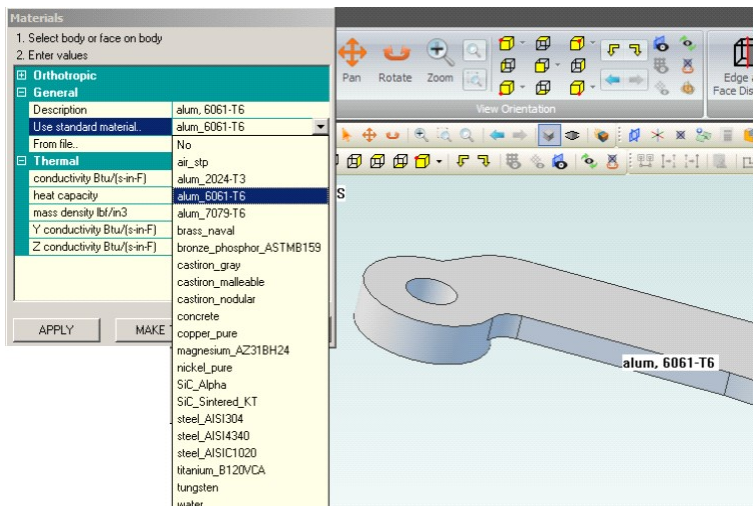 Materials
1. Select body or face on body
2. Enter values
Orthotropic
General
Description alum, 6061-T6
Use standard material.. alum_6061-T6
From file.. No
air_stp
Thermal
conductivity Btu/(s-in-F) alum_2024-T3
heat capacity alum_6061-T6
mass density lbf/in3 alum_7079-T6
Y conductivity Btu/(s-in-F) brass_naval
Z conductivity Btu/(s-in-F) bronze_phosphor_ASTMB159
castiron_gray
castiron_malleable
castiron_nodular
concrete
copper_pure
magnesium_AZ31BH24
nickel_pure
SiC_Alpha
SiC_Sintered_KT
steel_AISI304
steel_AISI4340
steel_AISIC1020
titanium_B120VCA
tungsten
water
APPLY MAKE
Pan Rotate Zoom
View Orientation
Edge
Face Dis
S
alum, 6061-T6